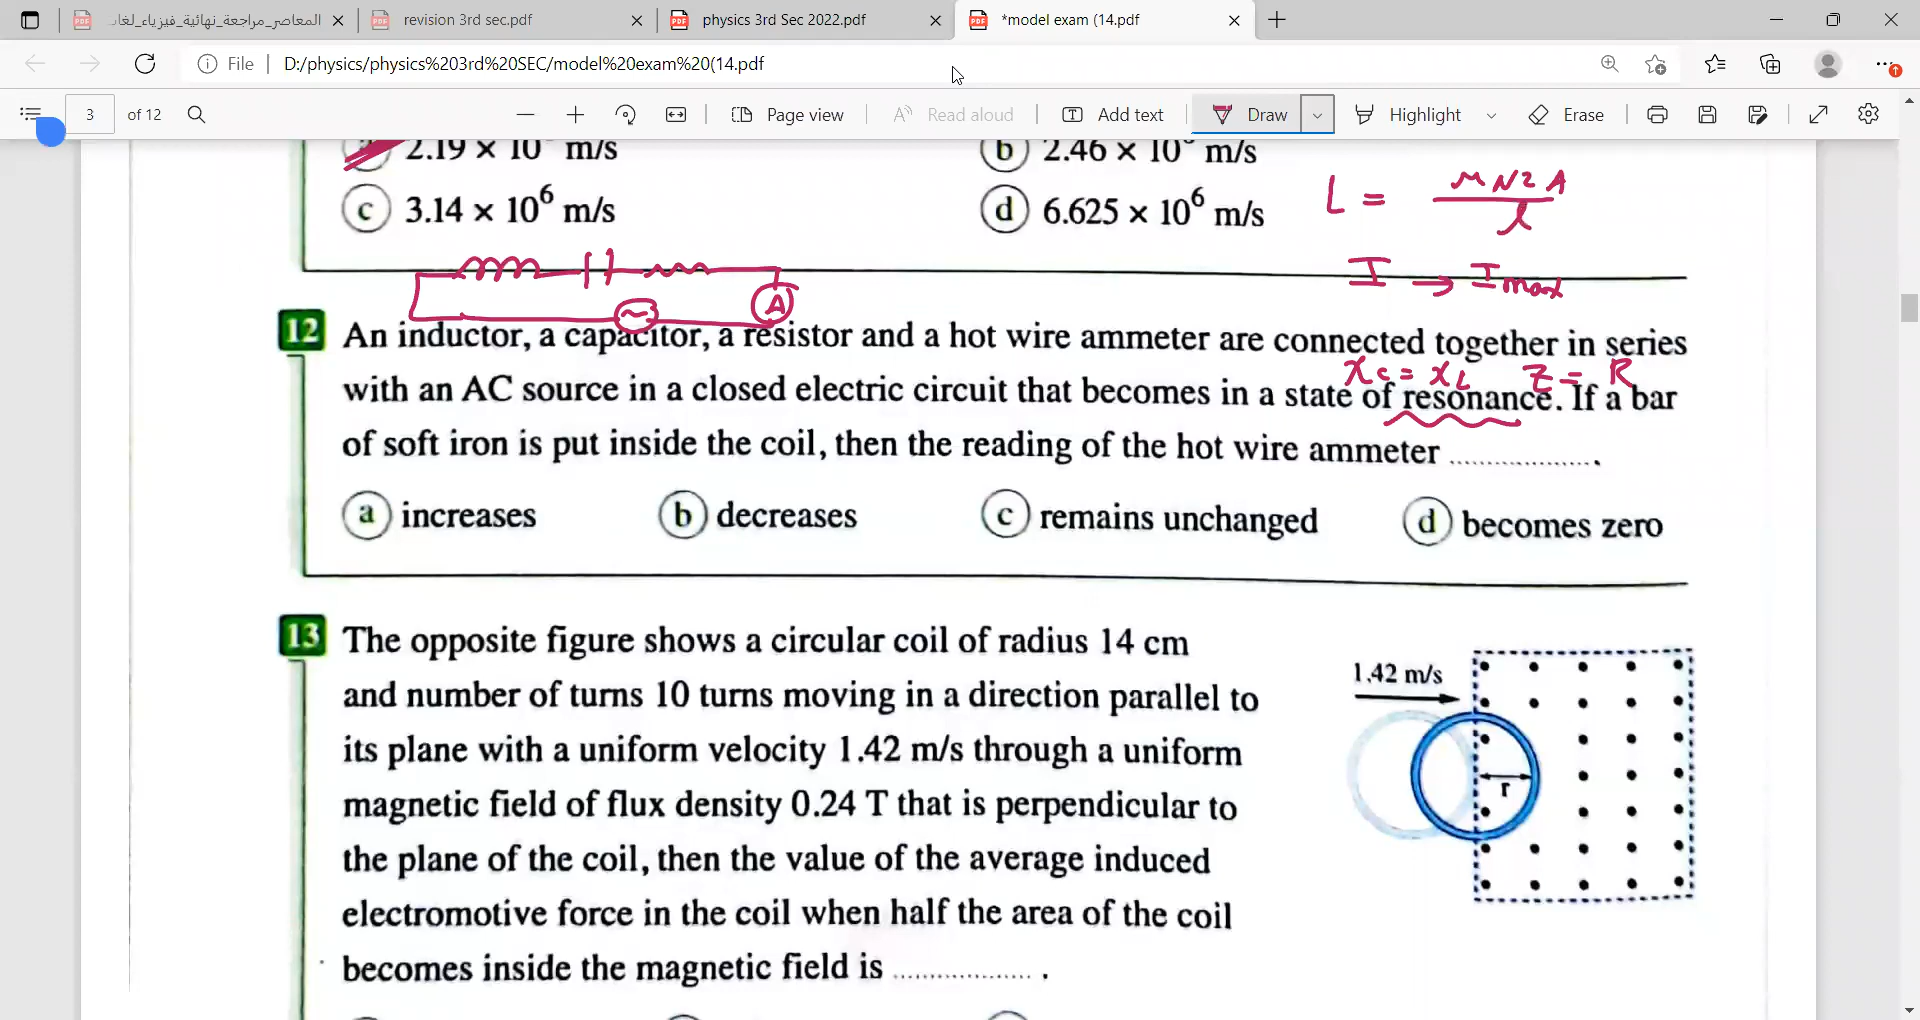 المعاصر_مراجعة_نهائية_فيزياء_لغات
revision 3rd sec.pdf
physics 3rd Sec 2022.pdf
*model exam (14.pdf
File
D:/physics/physics%203rd%20SEC/model%20exam%20(14.pdf
3 of 12
Page view
Read aloud
Add text
Draw
Highlight
Erase
2.19 × 10 m/s
b 2.46 × 10 m/s
c 3.14 × 10⁶ m/s
d 6.625 × 10⁶ m/s
L = μN2A / l
I → Imax
A
12 An inductor, a capacitor, a resistor and a hot wire ammeter are connected together in series
Xc = XL Z = R
with an AC source in a closed electric circuit that becomes in a state of resonance. If a bar
of soft iron is put inside the coil, then the reading of the hot wire ammeter ................
a increases
b decreases
c remains unchanged
d becomes zero
13 The opposite figure shows a circular coil of radius 14 cm
and number of turns 10 turns moving in a direction parallel to
its plane with a uniform velocity 1.42 m/s through a uniform
magnetic field of flux density 0.24 T that is perpendicular to
the plane of the coil, then the value of the average induced
electromotive force in the coil when half the area of the coil
becomes inside the magnetic field is ................ .
1.42 m/s
r